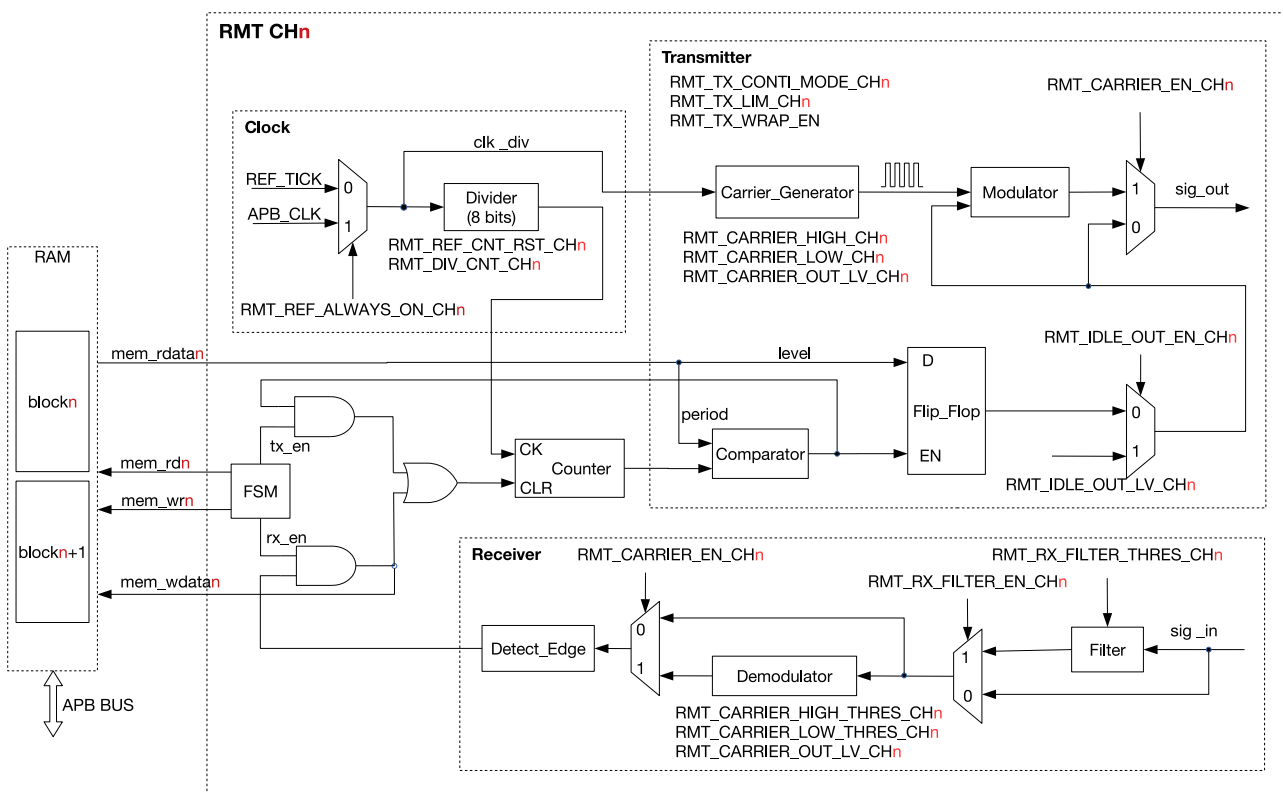 RMT CHn
Transmitter
RMT_TX_CONTI_MODE_CHn
RMT_TX_LIM_CHn
RMT_TX_WRAP_EN
RMT_CARRIER_EN_CHn
Clock
clk _div
REF_TICK
APB_CLK
0
1
Divider
(8 bits)
RMT_REF_CNT_RST_CHn
RMT_DIV_CNT_CHn
RMT_REF_ALWAYS_ON_CHn
Carrier_Generator
RMT_CARRIER_HIGH_CHn
RMT_CARRIER_LOW_CHn
RMT_CARRIER_OUT_LV_CHn
Modulator
1
0
sig_out
RAM
blockn
blockn+1
APB BUS
mem_rdatan
mem_rdn
mem_wrn
mem_wdatan
tx_en
FSM
rx_en
CK
Counter
CLR
level
period
Comparator
D
Flip_Flop
EN
RMT_IDLE_OUT_EN_CHn
0
1
RMT_IDLE_OUT_LV_CHn
Receiver
RMT_CARRIER_EN_CHn
RMT_RX_FILTER_THRES_CHn
RMT_RX_FILTER_EN_CHn
Detect_Edge
0
1
Demodulator
RMT_CARRIER_HIGH_THRES_CHn
RMT_CARRIER_LOW_THRES_CHn
RMT_CARRIER_OUT_LV_CHn
1
0
Filter
sig _in